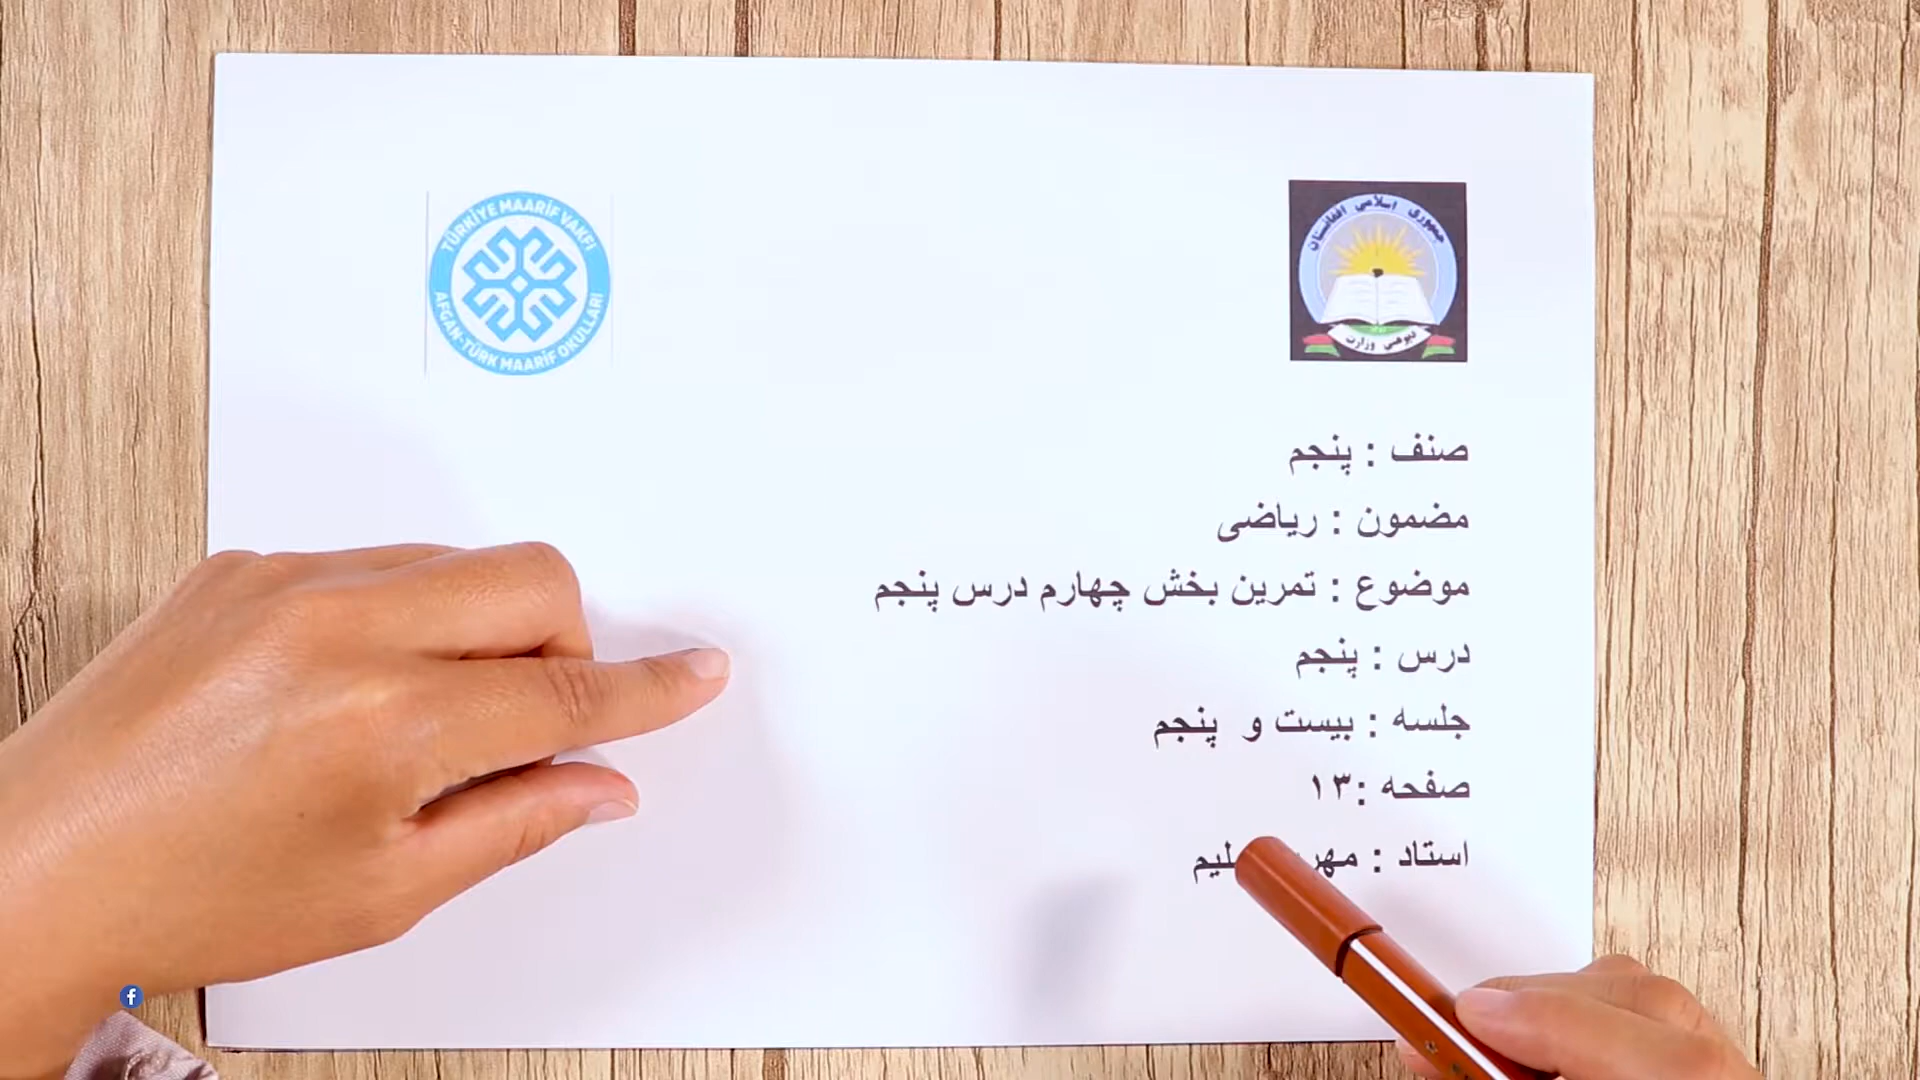 TÜRKİYE MAARİF VAKFI
AFGAN-TÜRK MAARİF OKULLARI
جمهوری اسلامی افغانستان
د پوهنې وزارت
صنف : پنجم
مضمون : ریاضی
موضوع : تمرین بخش چهارم درس پنجم
درس : پنجم
جلسه : بیست و پنجم
صفحه :۱۳
استاد :